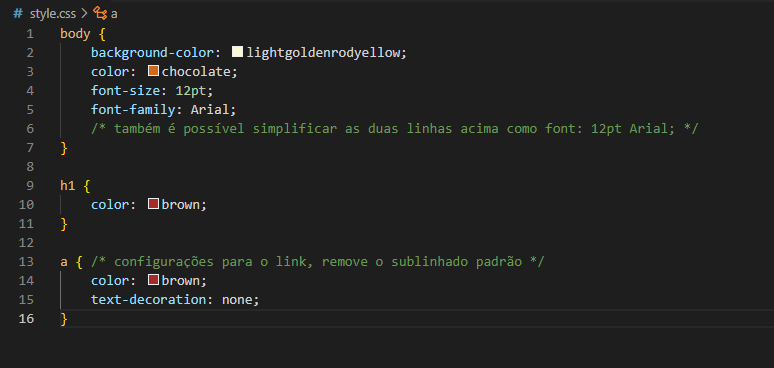 # style.css > a
1 body {
2 background-color: lightgoldenrodyellow;
3 color: chocolate;
4 font-size: 12pt;
5 font-family: Arial;
6 /* também é possível simplificar as duas linhas acima como font: 12pt Arial; */
7 }
8
9 h1 {
10 color: brown;
11 }
12
13 a { /* configurações para o link, remove o sublinhado padrão */
14 color: brown;
15 text-decoration: none;
16 }